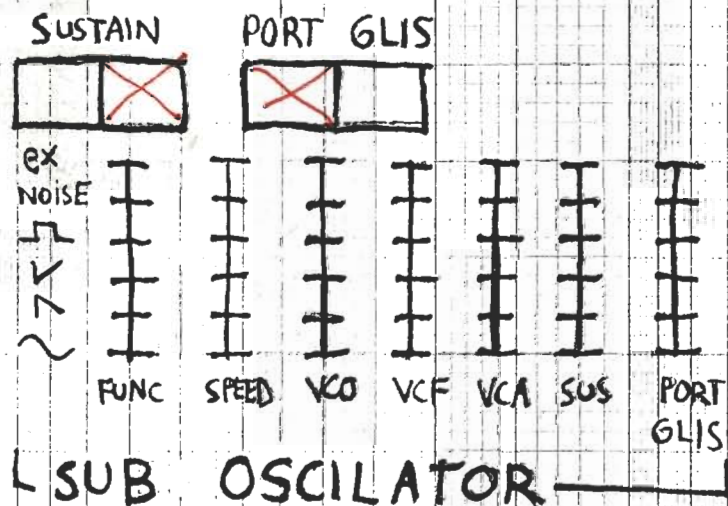 SUSTAIN PORT GLIS
ex
NOISE
FUNC SPEED VCO VCF VCA SUS PORT
GLIS
SUB OSCILATOR